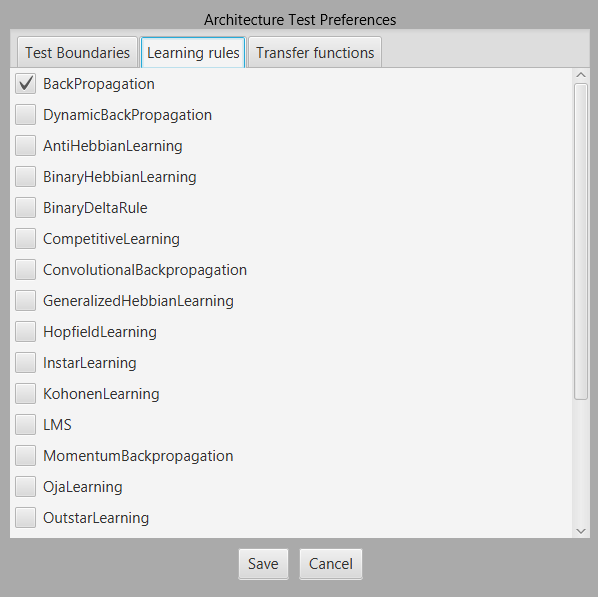 Architecture Test Preferences
Test Boundaries Learning rules Transfer functions
BackPropagation
DynamicBackPropagation
AntiHebbianLearning
BinaryHebbianLearning
BinaryDeltaRule
CompetitiveLearning
ConvolutionalBackpropagation
GeneralizedHebbianLearning
HopfieldLearning
InstarLearning
KohonenLearning
LMS
MomentumBackpropagation
OjaLearning
OutstarLearning
Save Cancel